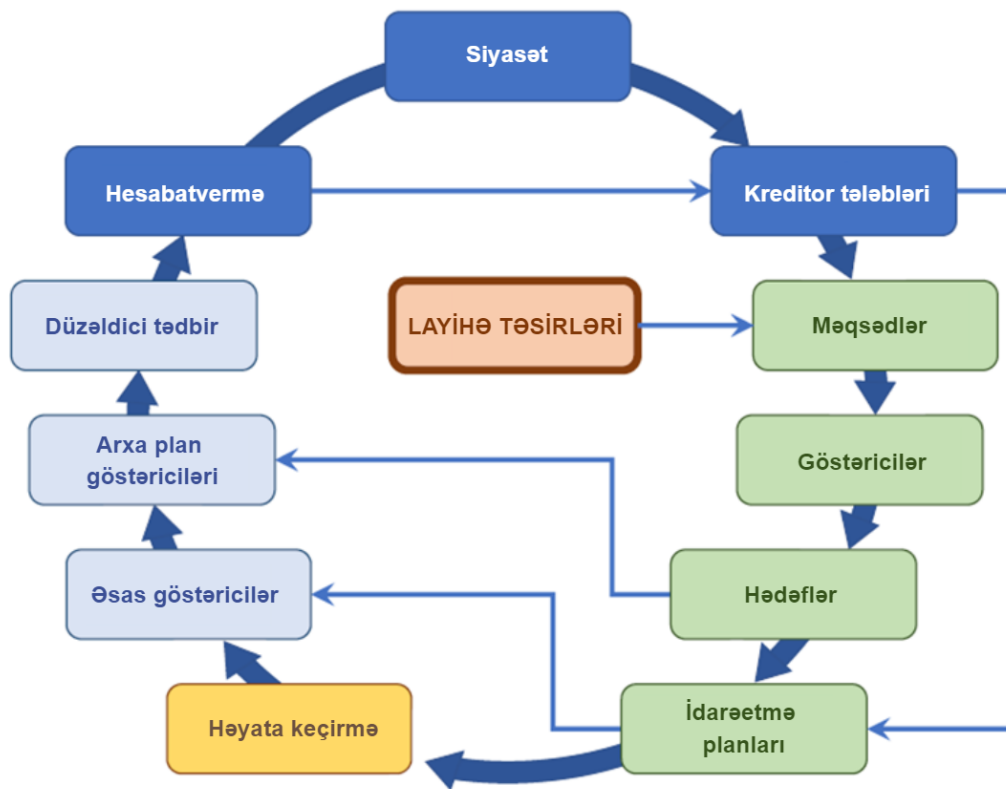 Siyasət
Hesabatvermə
Kreditor tələbləri
Düzəldici tədbir
LAYİHƏ TƏSİRLƏRİ
Məqsədlər
Arxa plan
göstəriciləri
Göstəricilər
Əsas göstəricilər
Hədəflər
Həyata keçirmə
İdarəetmə
planları